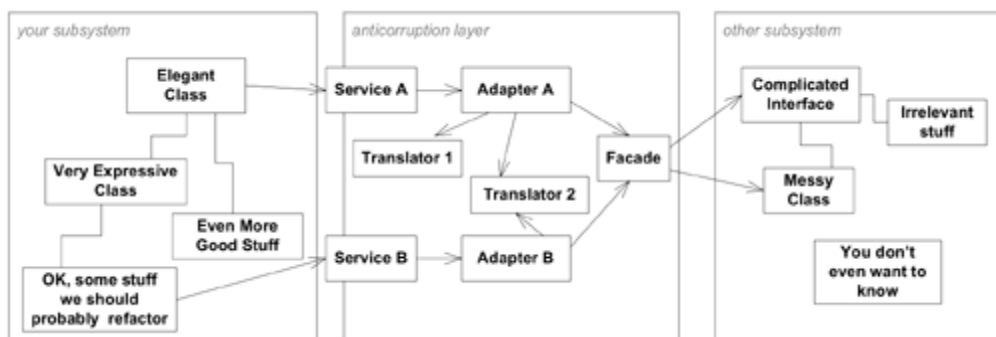 your subsystem
anticorruption layer
other subsystem
Elegant
Class
Service A
Adapter A
Complicated
Interface
Irrelevant
stuff
Very Expressive
Class
Translator 1
Facade
Translator 2
Messy
Class
Even More
Good Stuff
Service B
Adapter B
OK, some stuff
we should
probably refactor
You don't
even want to
know